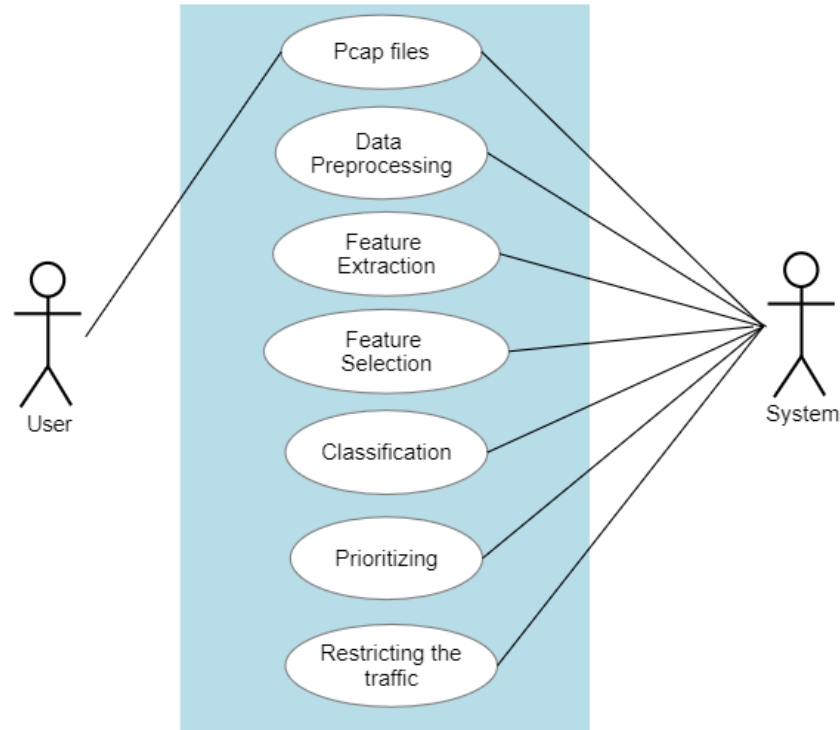 Pcap files
Data
Preprocessing
Feature
Extraction
Feature
Selection
Classification
Prioritizing
Restricting the
traffic
User
System